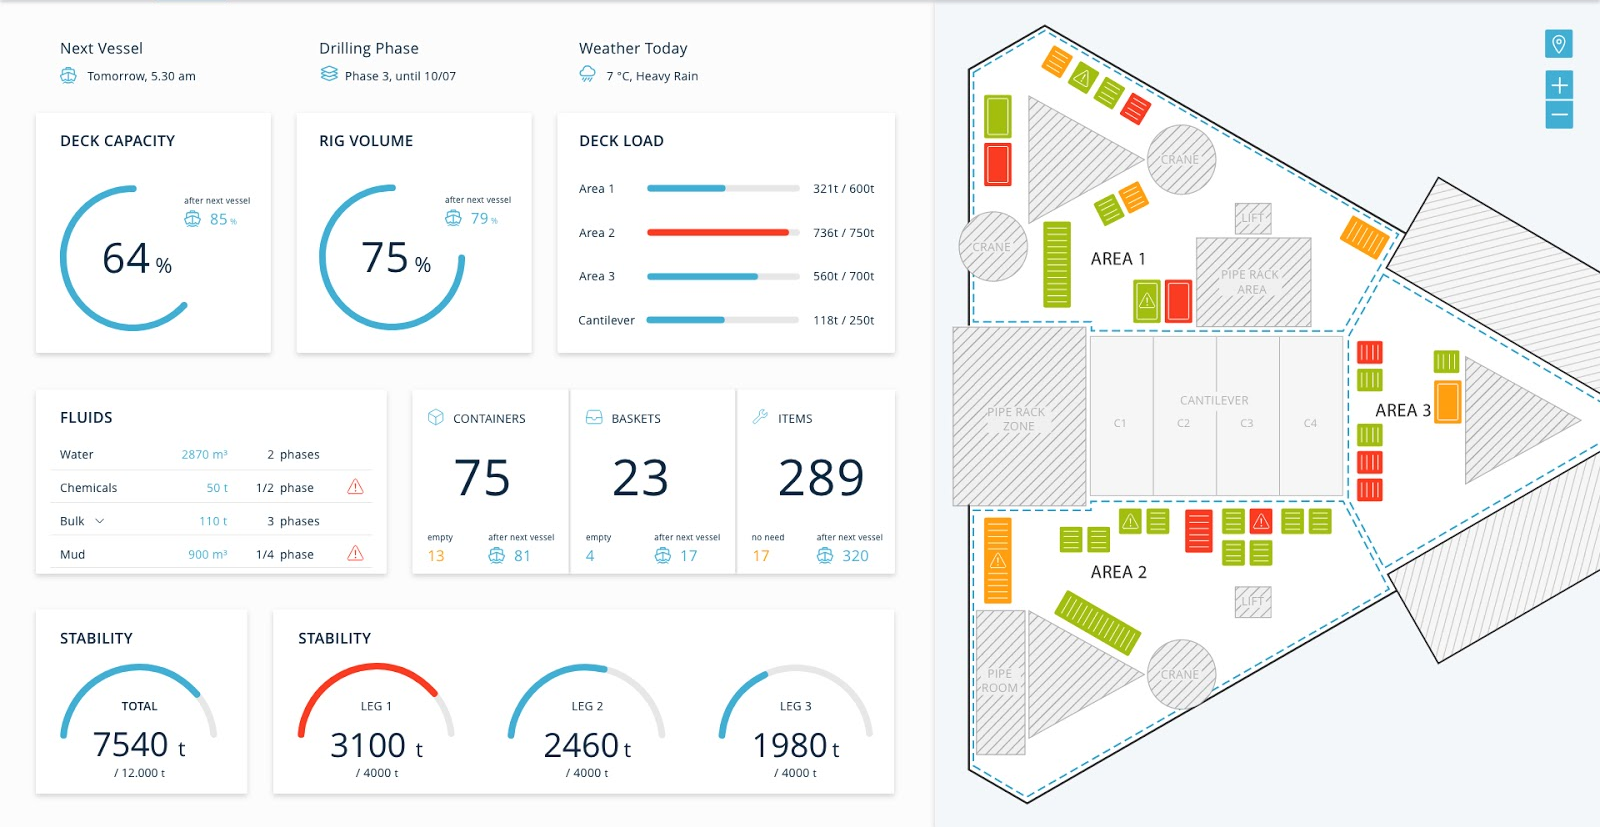 Next Vessel
Tomorrow, 5.30 am
Drilling Phase
Phase 3, until 10/07
Weather Today
7 °C, Heavy Rain
DECK CAPACITY
after next vessel
85 %
64 %
RIG VOLUME
after next vessel
79 %
75 %
DECK LOAD
Area 1 321t / 600t
Area 2 736t / 750t
Area 3 560t / 700t
Cantilever 118t / 250t
FLUIDS
Water 2870 m³ 2 phases
Chemicals 50 t 1/2 phase
Bulk 110 t 3 phases
Mud 900 m³ 1/4 phase
CONTAINERS
75
empty after next vessel
13 81
BASKETS
23
empty after next vessel
4 17
ITEMS
289
no need after next vessel
17 320
STABILITY
TOTAL
7540 t
/ 12.000 t
STABILITY
LEG 1
3100 t
/ 4000 t
LEG 2
2460 t
/ 4000 t
LEG 3
1980 t
/ 4000 t
CRANE
LIFT
CRANE
AREA 1
PIPE RACK
AREA
PIPE RACK
ZONE
CANTILEVER
C1 C2 C3 C4
AREA 3
AREA 2
LIFT
PIPE
ROOM
CRANE